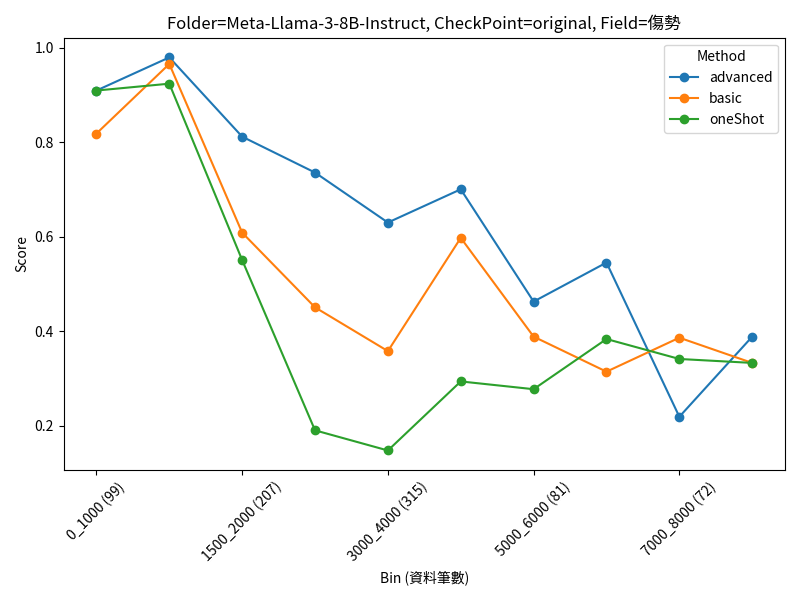 Folder=Meta-Llama-3-8B-Instruct, CheckPoint=original, Field=傷勢
Method
advanced
basic
oneShot
Score
1.0
0.8
0.6
0.4
0.2
0_1000 (99)
1500_2000 (207)
3000_4000 (315)
5000_6000 (81)
7000_8000 (72)
Bin (資料筆數)